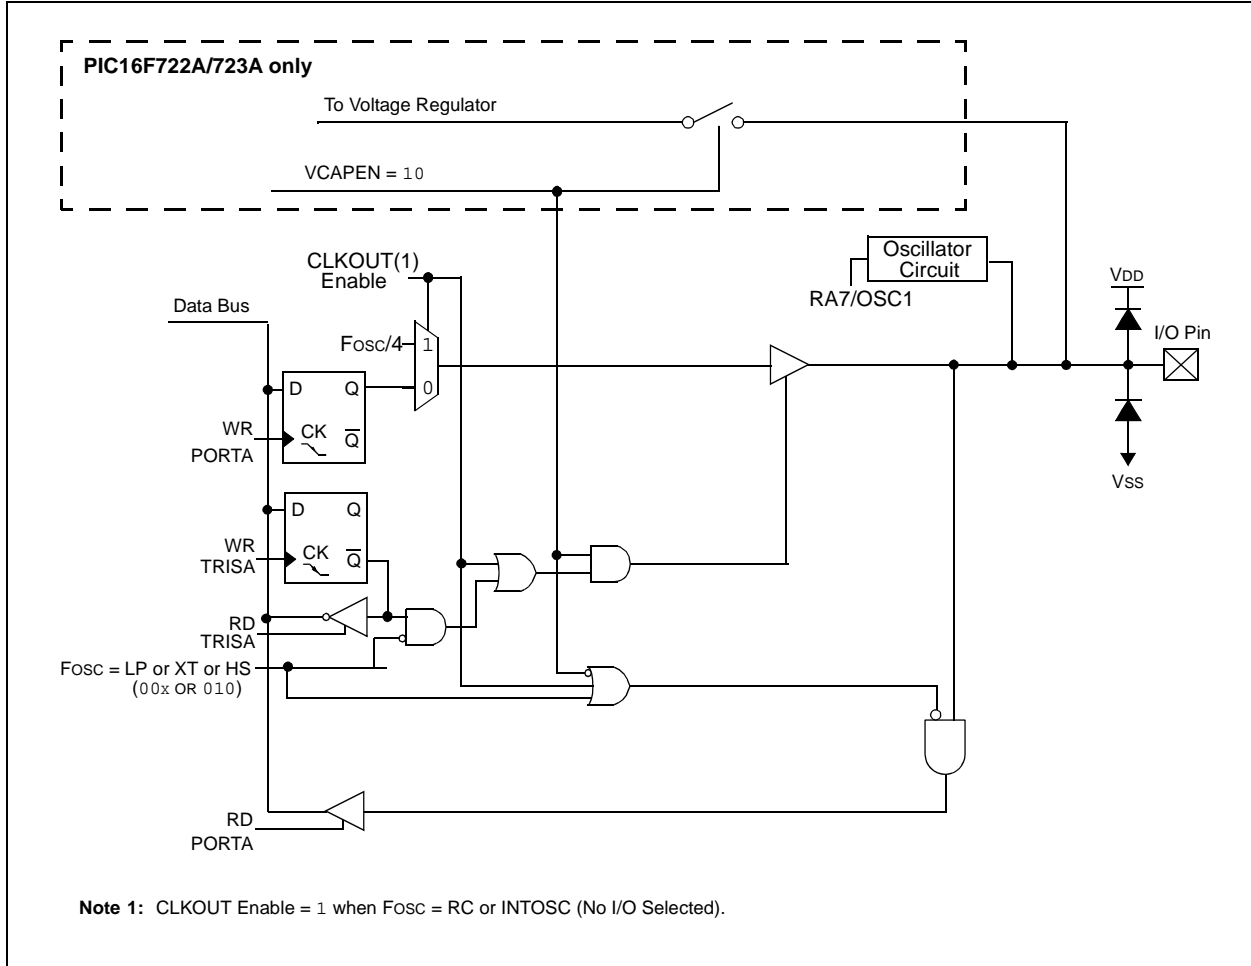 PIC16F722A/723A only
To Voltage Regulator
VCAPEN = 10
CLKOUT(1)
Enable
Oscillator
Circuit
RA7/OSC1
VDD
I/O Pin
Data Bus
FOSC/4
1
0
D Q
CK Q
WR
PORTA
VSS
D Q
CK Q
WR
TRISA
RD
TRISA
FOSC = LP or XT or HS
(00x OR 010)
RD
PORTA
Note 1: CLKOUT Enable = 1 when FOSC = RC or INTOSC (No I/O Selected).